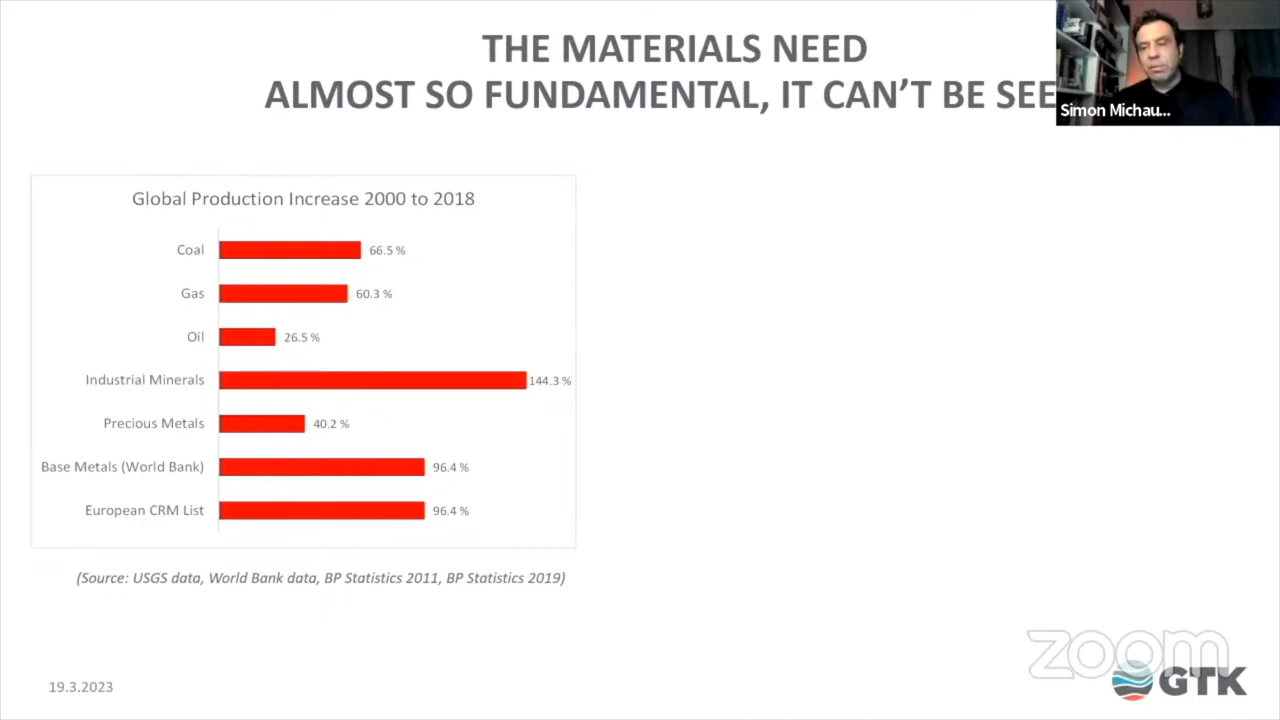 THE MATERIALS NEED
ALMOST SO FUNDAMENTAL, IT CAN'T BE SEE
Simon Michau...
Global Production Increase 2000 to 2018
Coal 66.5 %
Gas 60.3 %
Oil 26.5 %
Industrial Minerals 144.3 %
Precious Metals 40.2 %
Base Metals (World Bank) 96.4 %
European CRM List 96.4 %
(Source: USGS data, World Bank data, BP Statistics 2011, BP Statistics 2019)
zoom
19.3.2023
GTK